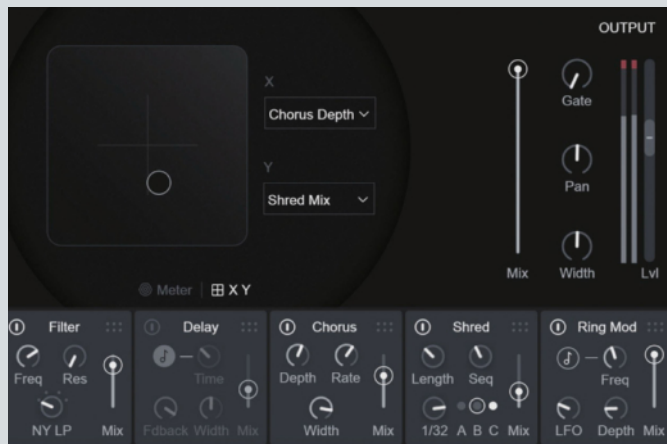 OUTPUT
X
Chorus Depth
Gate
Y
Pan
Shred Mix
Meter | XY
Mix Width Lvl
Filter Delay Chorus Shred Ring Mod
Freq Res Time Depth Rate Length Seq Freq
NY LP Mix Fdback Width Mix Width Mix 1/32 A B C Mix LFO Depth Mix